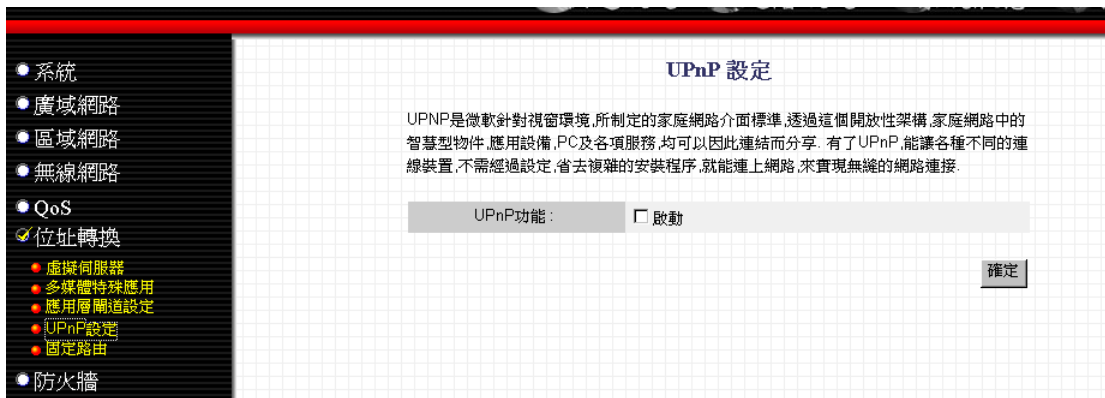 系統
廣域網路
區域網路
無線網路
QoS
位址轉換
虛擬伺服器
多媒體特殊應用
應用層閘道設定
UPnP設定
固定路由
防火牆
UPnP 設定
UPNP是微軟針對視窗環境,所制定的家庭網路介面標準,透過這個開放性架構,家庭網路中的
智慧型物件,應用設備,PC及各項服務,均可以因此連結而分享. 有了UPnP,能讓各種不同的連
線裝置,不需經過設定,省去複雜的安裝程序,就能連上網路,來實現無縫的網路連接.
UPnP功能 : 啟動
確定